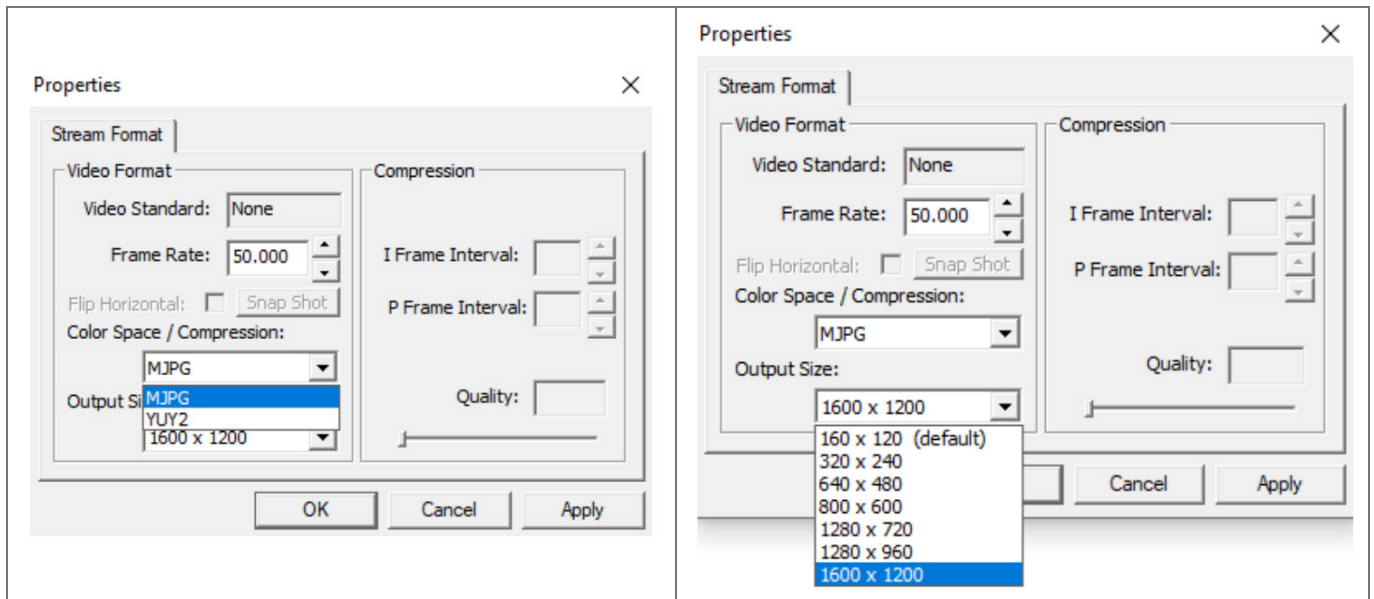 Properties
Stream Format
Video Format
Compression
Video Standard: None
Frame Rate: 50.000
I Frame Interval:
Flip Horizontal: Snap Shot
P Frame Interval:
Color Space / Compression:
MJPG
MJPG
YUY2
Output Si
1600 x 1200
Quality:
OK Cancel Apply
Properties
Stream Format
Video Format
Compression
Video Standard: None
Frame Rate: 50.000
I Frame Interval:
Flip Horizontal: Snap Shot
P Frame Interval:
Color Space / Compression:
MJPG
Output Size:
Quality:
1600 x 1200
160 x 120 (default)
320 x 240
640 x 480
800 x 600
1280 x 720
1280 x 960
1600 x 1200
Cancel Apply